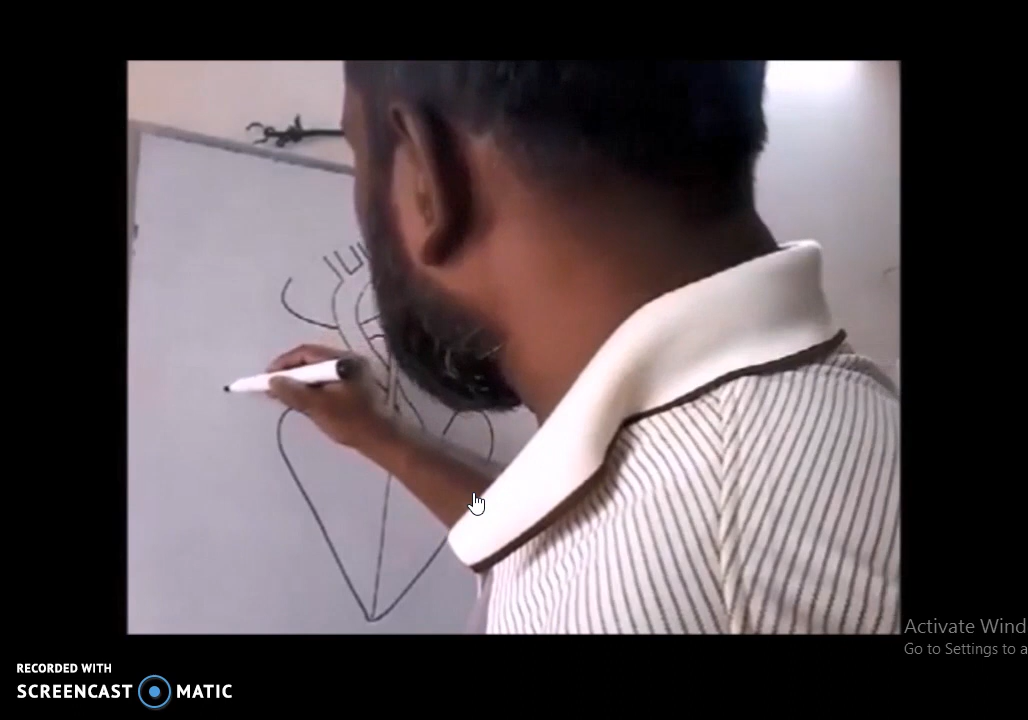 Activate Wind
Go to Settings to a
RECORDED WITH
SCREENCAST MATIC